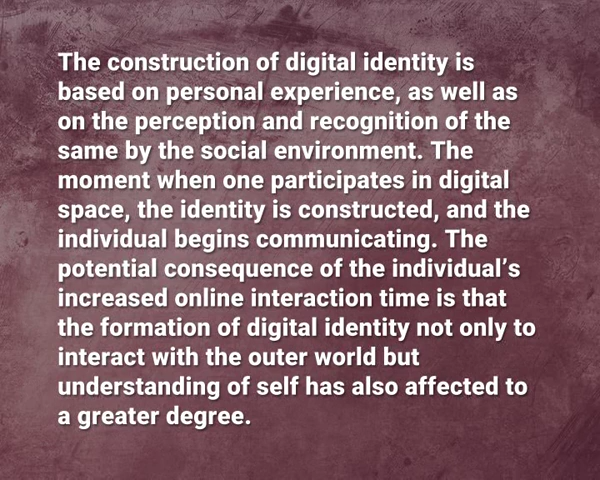 The construction of digital identity is
based on personal experience, as well as
on the perception and recognition of the
same by the social environment. The
moment when one participates in digital
space, the identity is constructed, and the
individual begins communicating. The
potential consequence of the individual’s
increased online interaction time is that
the formation of digital identity not only to
interact with the outer world but
understanding of self has also affected to
a greater degree.